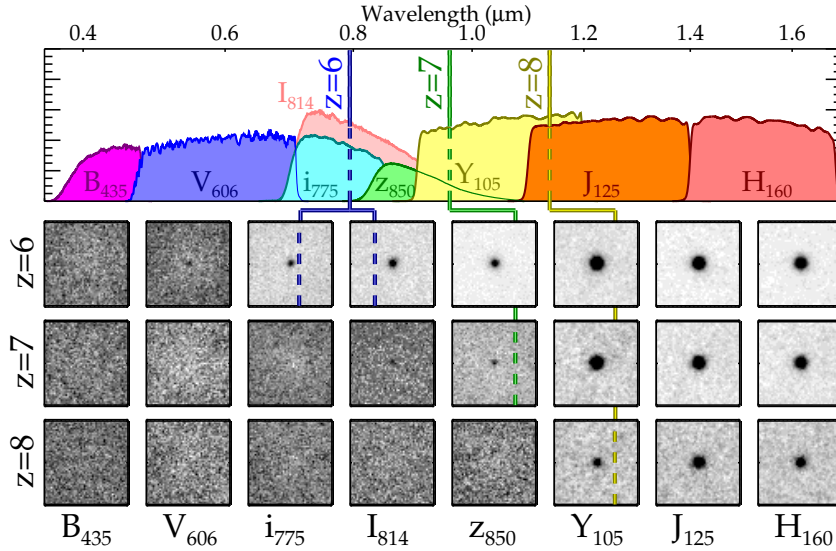 Wavelength (μm)
0.4 0.6 0.8 1.0 1.2 1.4 1.6
z=6 z=7 z=8
I₈₁₄
B₄₃₅ V₆₀₆ i₇₇₅ z₈₅₀ Y₁₀₅ J₁₂₅ H₁₆₀
z=6
z=7
z=8
B₄₃₅ V₆₀₆ i₇₇₅ I₈₁₄ z₈₅₀ Y₁₀₅ J₁₂₅ H₁₆₀